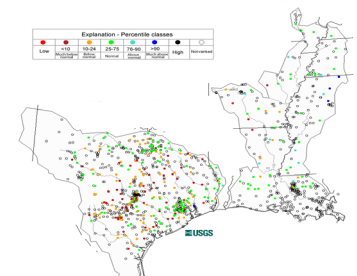 Explanation - Percentile classes
Low
<10
10-24
25-75
76-90
>90
High
Not-ranked
Much below normal
Below normal
Normal
Above normal
Much above normal
USGS